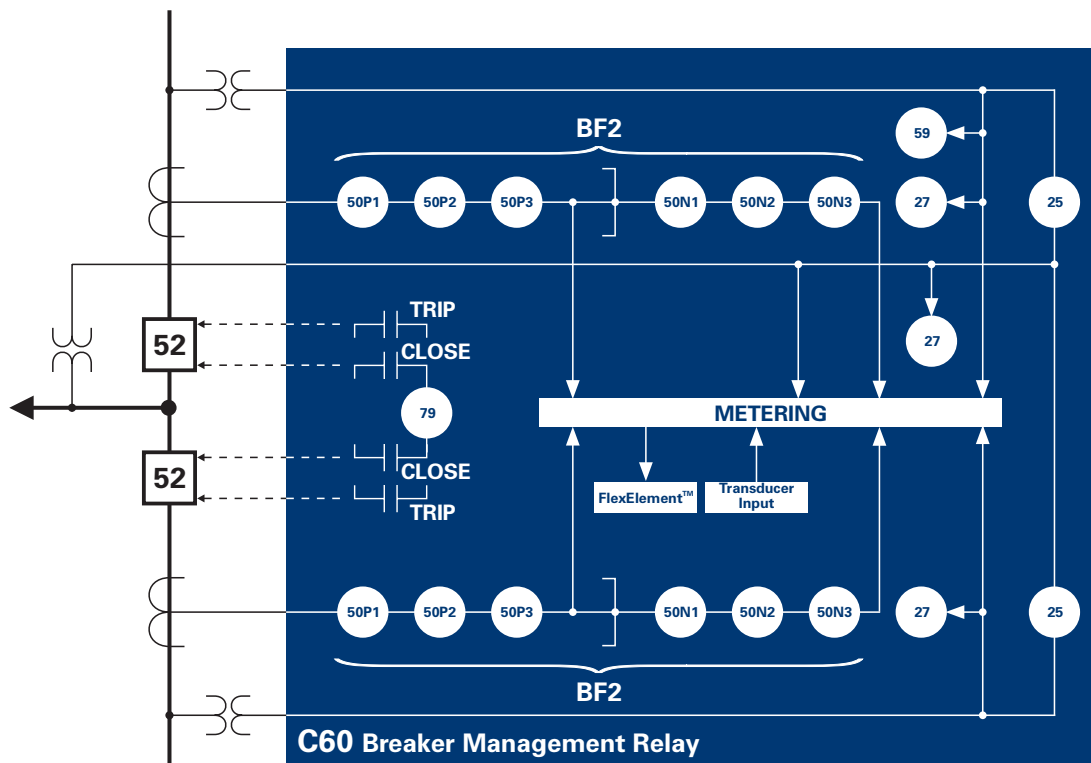 BF2
59
50P1 50P2 50P3 50N1 50N2 50N3 27 25
TRIP
52
CLOSE
27
79
METERING
52
CLOSE
FlexElement™
Transducer
Input
TRIP
50P1 50P2 50P3 50N1 50N2 50N3 27 25
BF2
C60 Breaker Management Relay